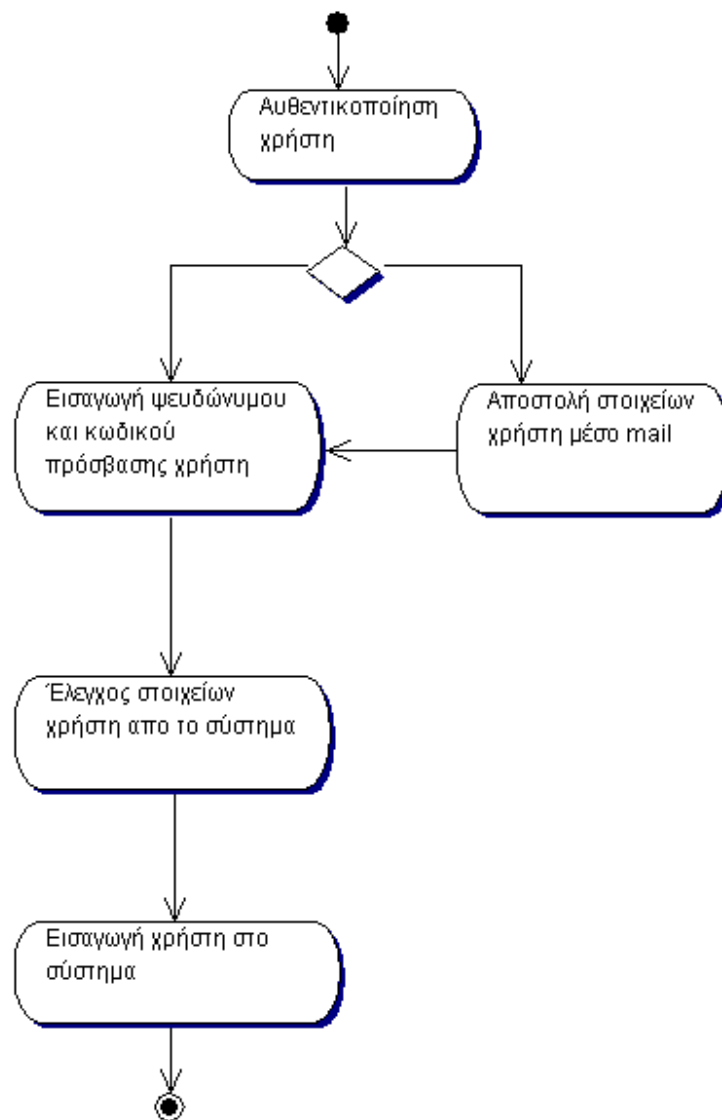 Αυθεντικοποίηση
χρήστη
Εισαγωγή ψευδώνυμου
και κωδικού
πρόσβασης χρήστη
Αποστολή στοιχείων
χρήστη μέσο mail
Έλεγχος στοιχείων
χρήστη απο το σύστημα
Εισαγωγή χρήστη στο
σύστημα